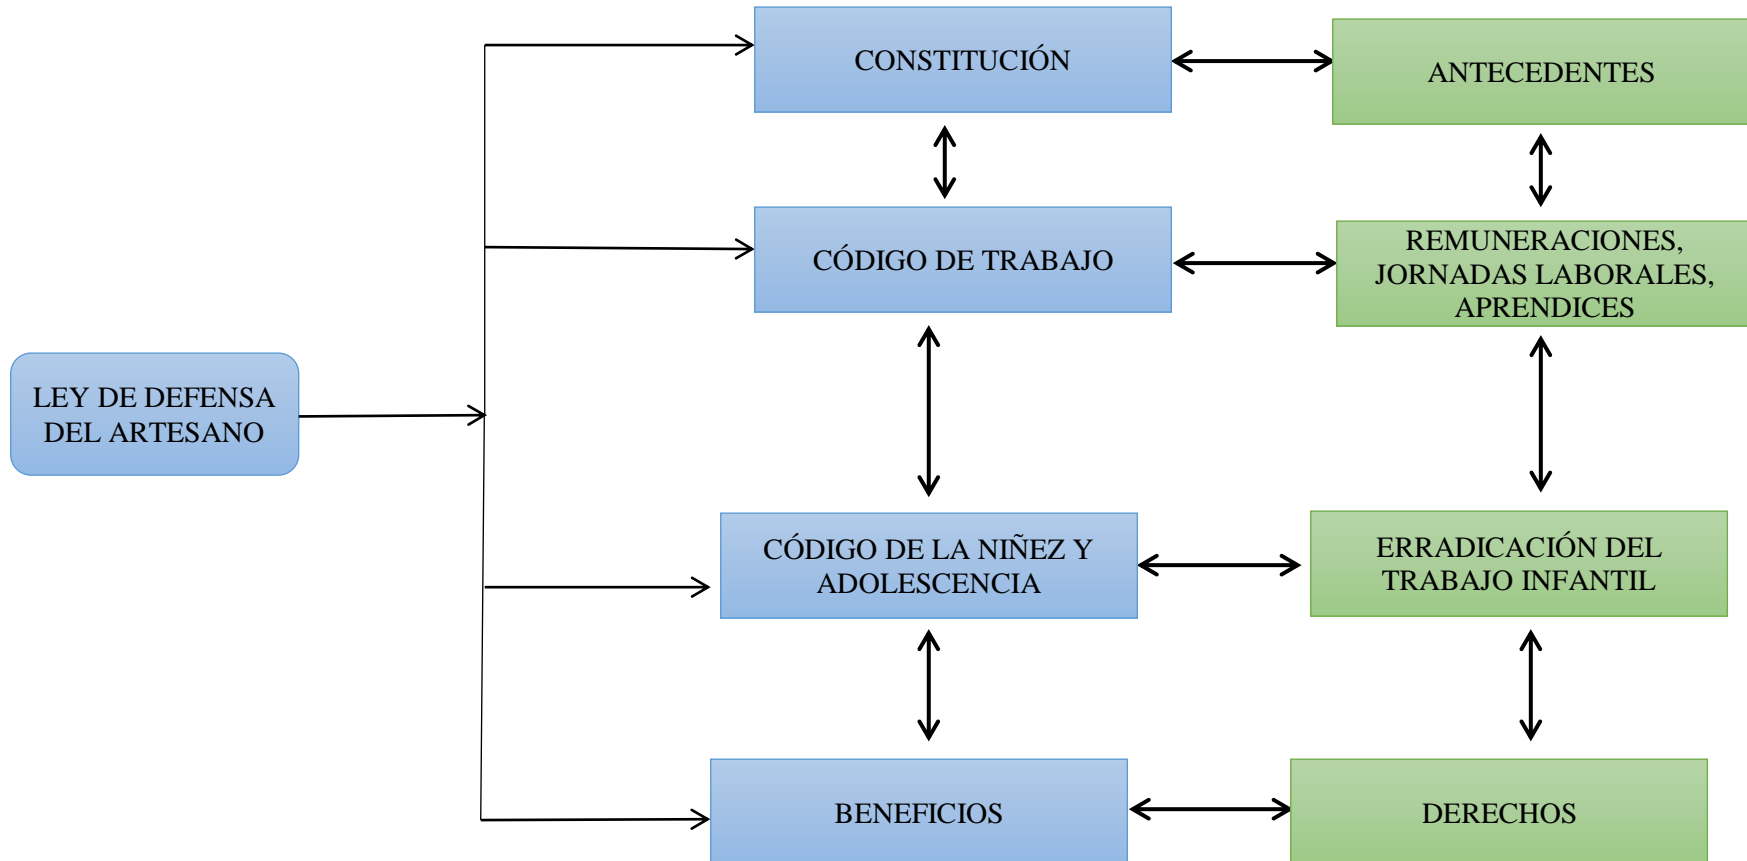 CONSTITUCIÓN
ANTECEDENTES
CÓDIGO DE TRABAJO
REMUNERACIONES,
JORNADAS LABORALES,
APRENDICES
LEY DE DEFENSA
DEL ARTESANO
CÓDIGO DE LA NIÑEZ Y
ADOLESCENCIA
ERRADICACIÓN DEL
TRABAJO INFANTIL
BENEFICIOS
DERECHOS